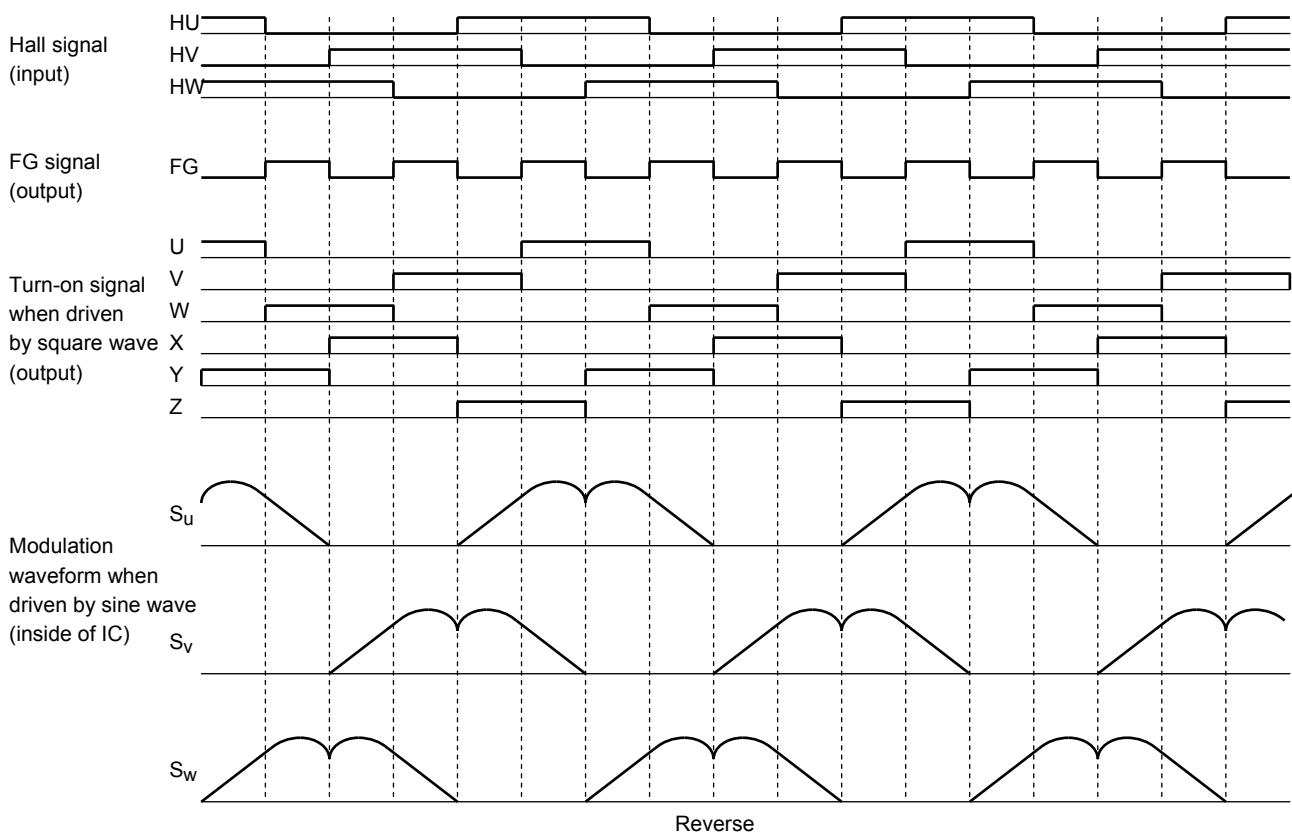 Hall signal
(input)
HU
HV
HW
FG signal
(output)
FG
Turn-on signal
when driven
by square wave
(output)
U
V
W
X
Y
Z
Modulation
waveform when
driven by sine wave
(inside of IC)
Su
Sv
Sw
Reverse